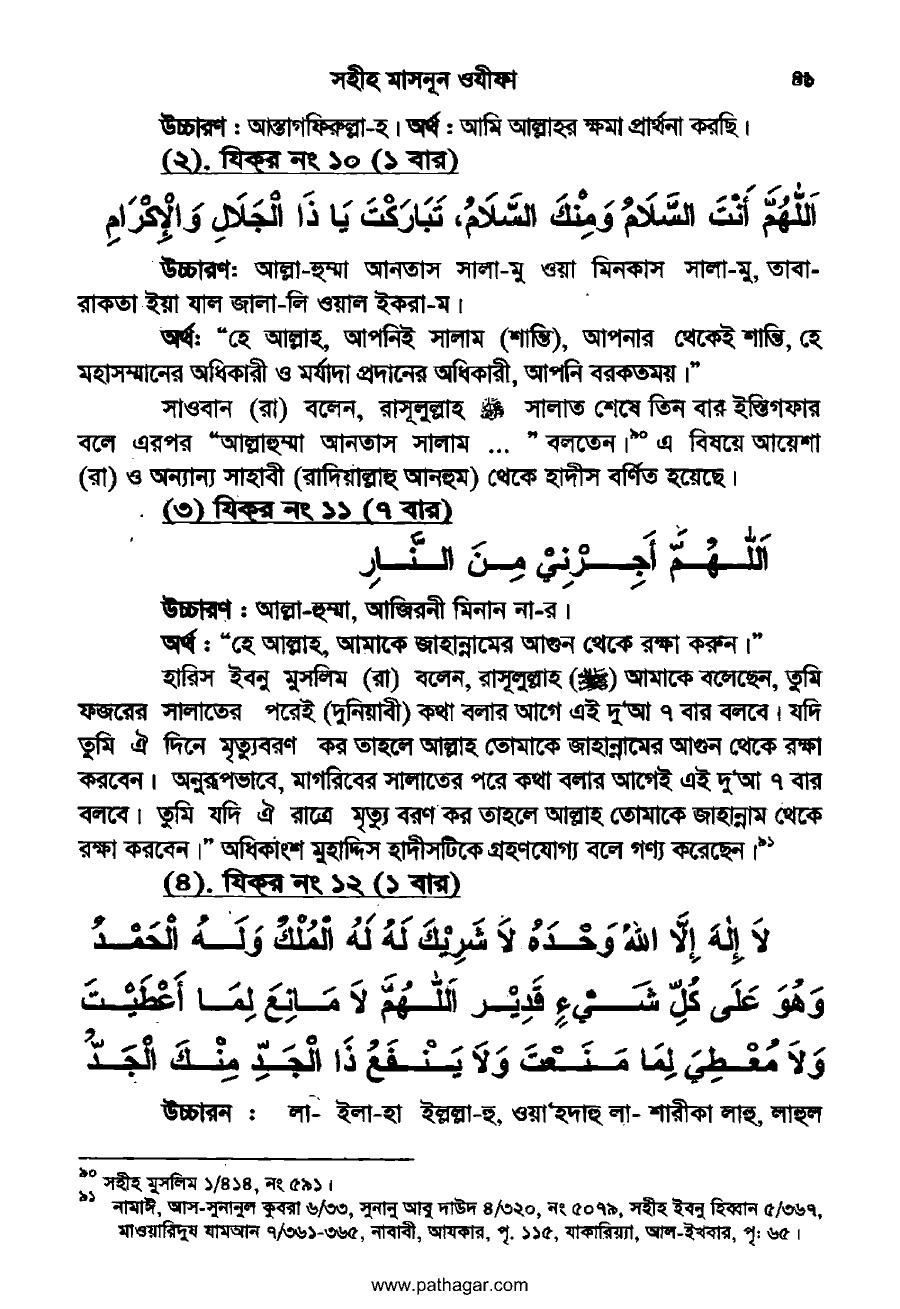 সহীহ মাসনূন ওযীফা ৪১
উচ্চারণ : আস্তাগফিরুল্লা-হ। অর্থ : আমি আল্লাহর ক্ষমা প্রার্থনা করছি।
(২). যিক্‌র নং ১০ (১ বার)
اَللّٰهُمَّ أَنْتَ السَّلَامُ وَمِنْكَ السَّلَامُ، تَبَارَكْتَ يَا ذَا الْجَلَالِ وَالْإِكْرَامِ
উচ্চারণ: আল্লা-হুম্মা আনতাস সালা-মু ওয়া মিনকাস সালা-মু, তাবা-
রাকতা ইয়া যাল জালা-লি ওয়াল ইকরা-ম।
অর্থ: “হে আল্লাহ, আপনিই সালাম (শান্তি), আপনার থেকেই শান্তি, হে
মহাসম্মানের অধিকারী ও মর্যাদা প্রদানের অধিকারী, আপনি বরকতময়।”
সাওবান (রা) বলেন, রাসূলুল্লাহ ﷺ সালাত শেষে তিন বার ইস্তিগফার
বলে এরপর “আল্লাহুম্মা আনতাস সালাম ... ” বলতেন।৯০ এ বিষয়ে আয়েশা
(রা) ও অন্যান্য সাহাবী (রাদিয়াল্লাহু আনহুম) থেকে হাদীস বর্ণিত হয়েছে।
(৩) যিক্‌র নং ১১ (৭ বার)
اَللّٰهُمَّ أَجِرْنِيْ مِنَ النَّارِ
উচ্চারণ : আল্লা-হুম্মা, আজিরনী মিনান না-র।
অর্থ : “হে আল্লাহ, আমাকে জাহান্নামের আগুন থেকে রক্ষা করুন।”
হারিস ইবনু মুসলিম (রা) বলেন, রাসূলুল্লাহ (ﷺ) আমাকে বলেছেন, তুমি
ফজরের সালাতের পরেই (দুনিয়াবী) কথা বলার আগে এই দু‘আ ৭ বার বলবে। যদি
তুমি ঐ দিনে মৃত্যুবরণ কর তাহলে আল্লাহ তোমাকে জাহান্নামের আগুন থেকে রক্ষা
করবেন। অনুরূপভাবে, মাগরিবের সালাতের পরে কথা বলার আগেই এই দু‘আ ৭ বার
বলবে। তুমি যদি ঐ রাত্রে মৃত্যু বরণ কর তাহলে আল্লাহ তোমাকে জাহান্নাম থেকে
রক্ষা করবেন।” অধিকাংশ মুহাদ্দিস হাদীসটিকে গ্রহণযোগ্য বলে গণ্য করেছেন।৯১
(৪). যিক্‌র নং ১২ (১ বার)
لاَ إِلٰهَ إِلَّا اللهُ وَحْدَهُ لاَ شَرِيْكَ لَهُ لَهُ الْمُلْكُ وَلَهُ الْحَمْدُ
وَهُوَ عَلَى كُلِّ شَيْءٍ قَدِيْر اَللّٰهُمَّ لاَ مَانِعَ لِمَا أَعْطَيْتَ
وَلاَ مُعْطِيَ لِمَا مَنَعْتَ وَلاَ يَنْفَعُ ذَا الْجَدِّ مِنْكَ الْجَدُّ
উচ্চারন : লা- ইলা-হা ইল্লল্লা-হু, ওয়া‘হদাহু লা- শারীকা লাহু, লাহুল
৯০ সহীহ মুসলিম ১/৪১৪, নং ৫৯১।
৯১ নাসাঈ, আস-সুনানুল কুবরা ৬/৩৩, সুনানু আবু দাউদ ৪/৩২০, নং ৫০৭৯, সহীহ ইবনু হিব্বান ৫/৩৬৭,
মাওয়ারিদুয যামআন ৭/৩৬১-৩৬৫, নাবাবী, আযকার, পৃ. ১১৫, যাকারিয়্যা, আল-ইখবার, পৃ: ৬৫।
www.pathagar.com